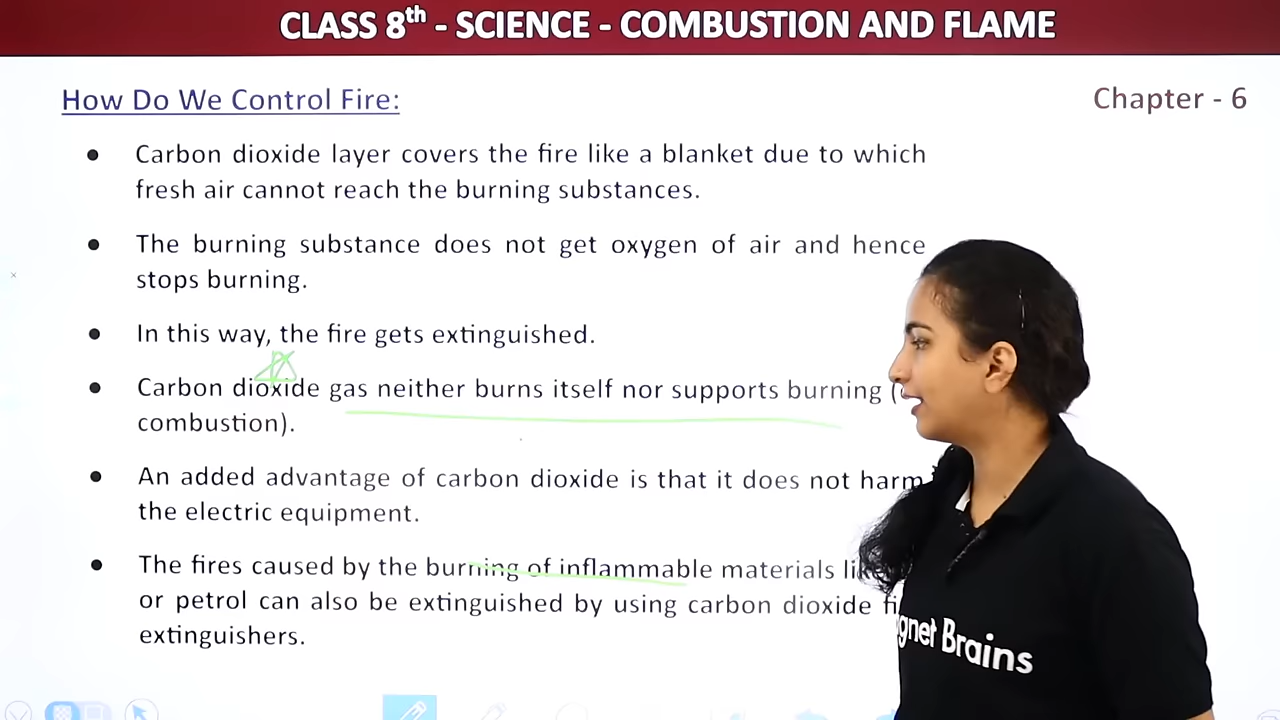 CLASS 8th - SCIENCE - COMBUSTION AND FLAME
How Do We Control Fire:
Chapter - 6
● Carbon dioxide layer covers the fire like a blanket due to which
fresh air cannot reach the burning substances.
● The burning substance does not get oxygen of air and hence
stops burning.
● In this way, the fire gets extinguished.
● Carbon dioxide gas neither burns itself nor supports burning (
combustion).
● An added advantage of carbon dioxide is that it does not harm
the electric equipment.
● The fires caused by the burning of inflammable materials
or petrol can also be extinguished by using carbon dioxide
extinguishers.
Brains